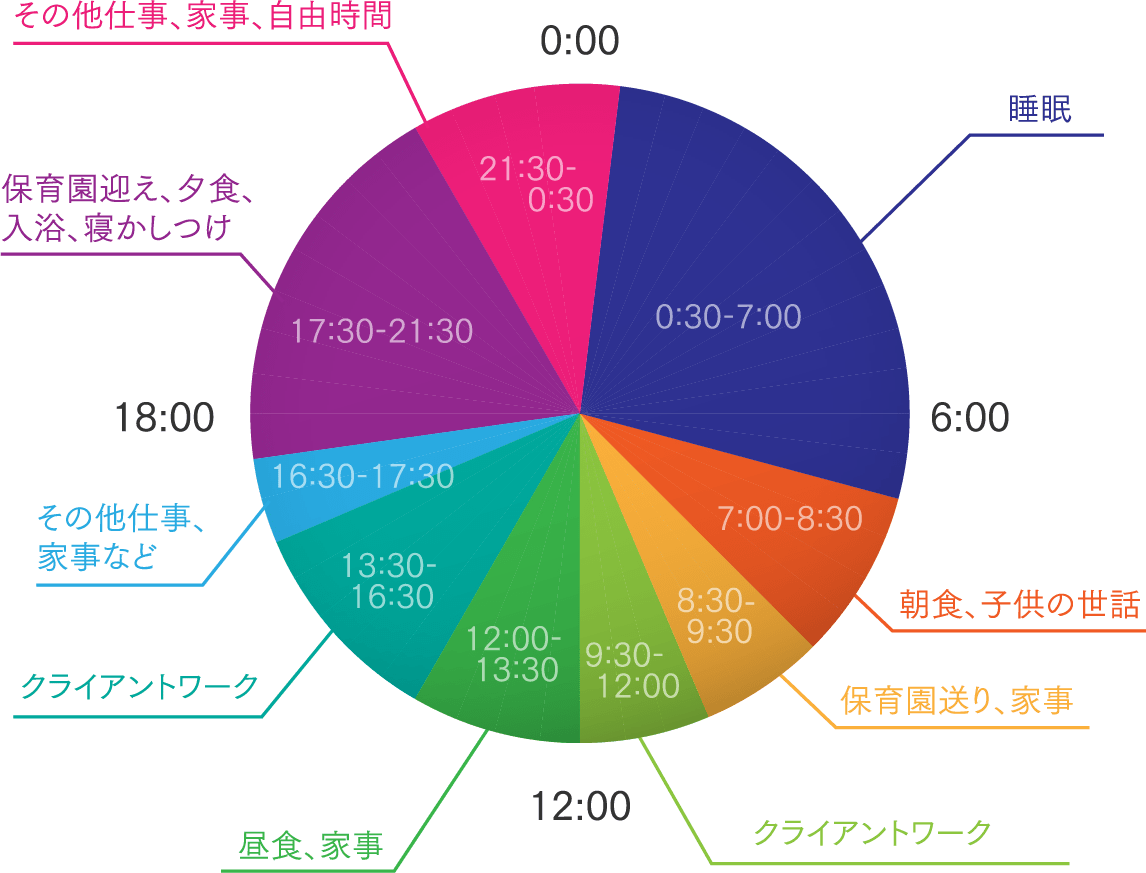 その他仕事、家事、自由時間
0:00
睡眠
21:30-
0:30
保育園迎え、夕食、
入浴、寝かしつけ
0:30-7:00
17:30-21:30
18:00
6:00
16:30-17:30
その他仕事、
家事など
7:00-8:30
13:30-
16:30
8:30-
9:30
朝食、子供の世話
12:00-
13:30
9:30-
12:00
クライアントワーク
保育園送り、家事
12:00
昼食、家事
クライアントワーク